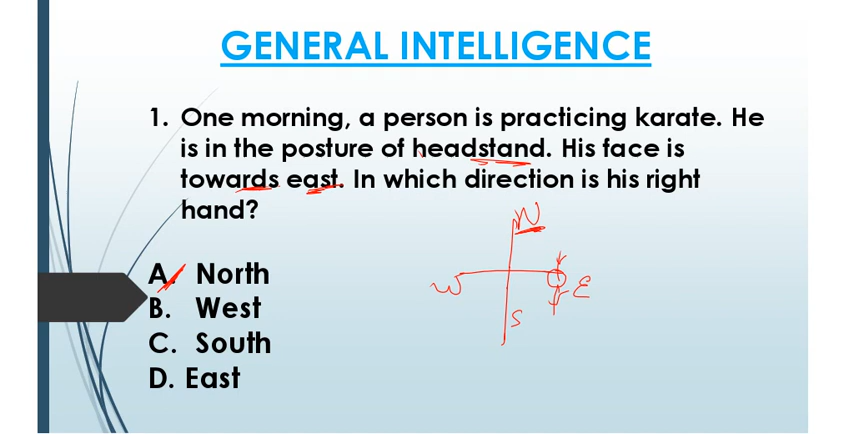 GENERAL INTELLIGENCE
1. One morning, a person is practicing karate. He
is in the posture of headstand. His face is
towards east. In which direction is his right
hand?
N
A. North
W E
B. West
S
C. South
D. East